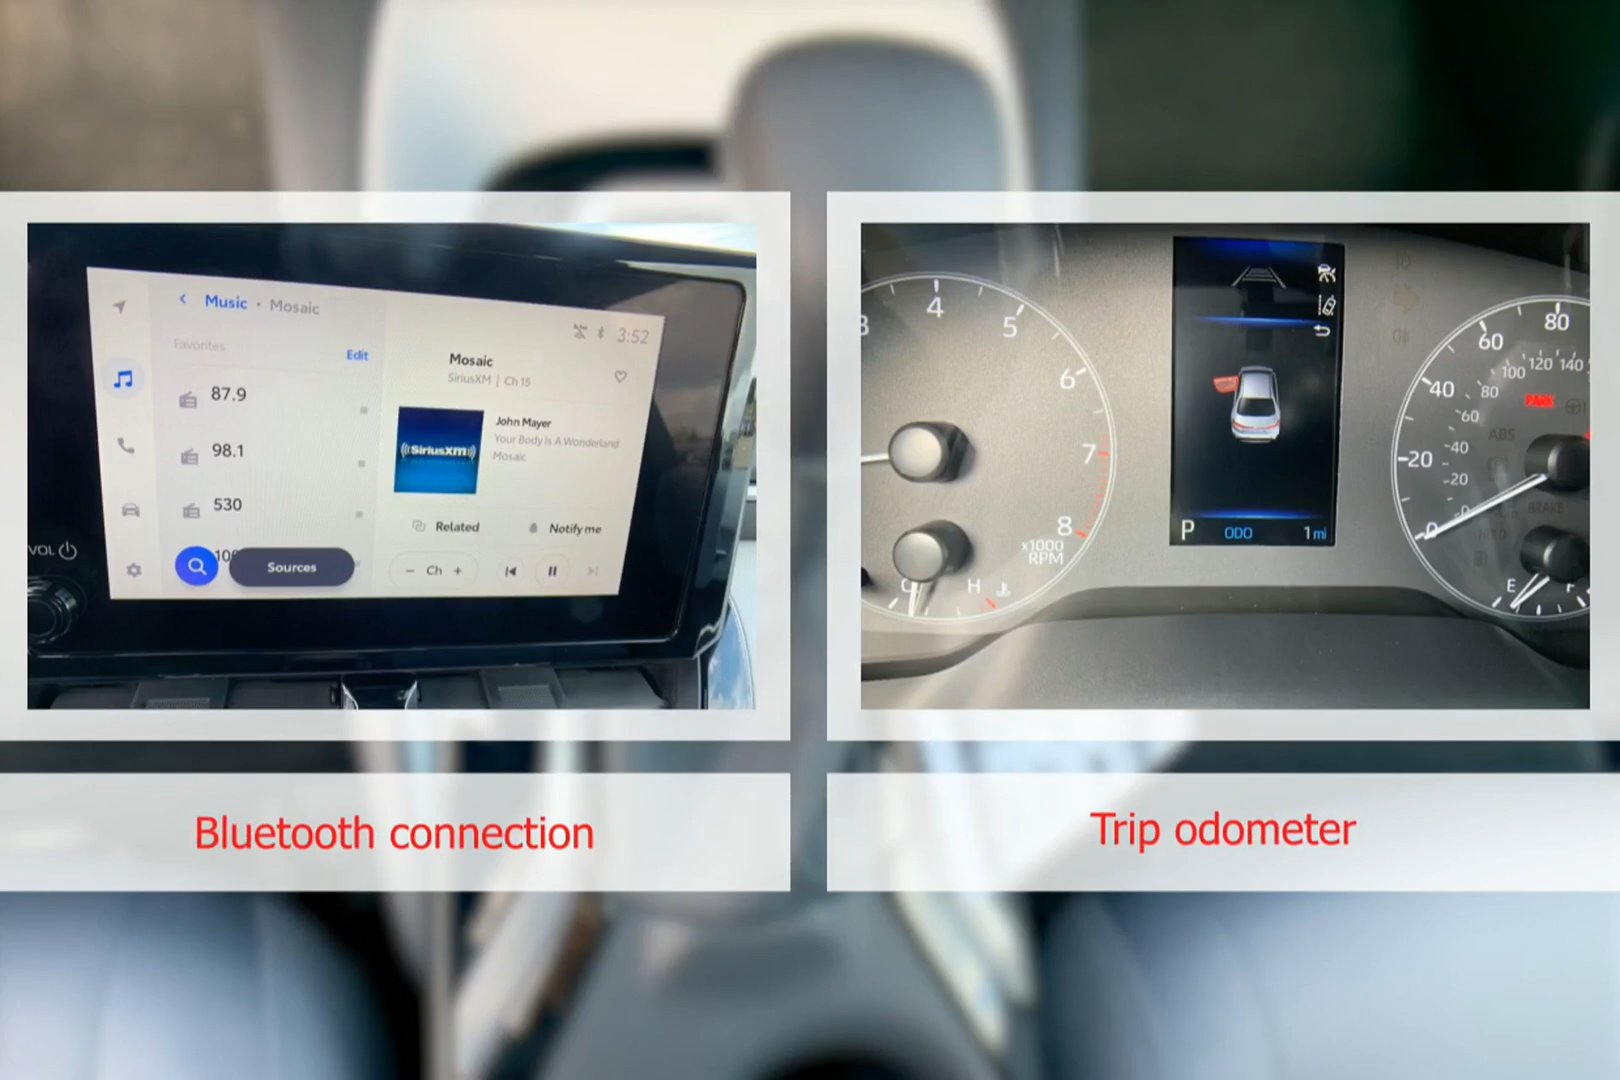 Music • Mosaic
3:52
Favorites
Edit
87.9
98.1
530
Sources
Mosaic
SiriusXM | Ch 15
((SiriusXM))
John Mayer
Your Body Is A Wonderland
Mosaic
Related
Notify me
- Ch +
VOL
4
5
6
7
8
x1000
RPM
C
H
P ODO 1 mi
80
60
40
20
0
140
120
100
80
60
40
20
0
PARK
ABS
BRAKE
E
F
Bluetooth connection
Trip odometer